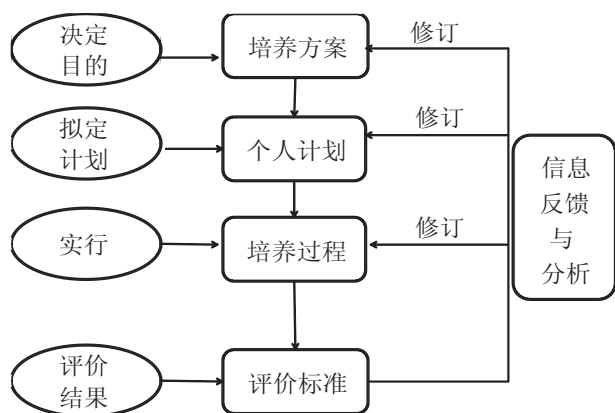 决定
目的
培养方案
修订
拟定
计划
个人计划
修订
实行
培养过程
修订
信息
反馈
与
分析
评价
结果
评价标准